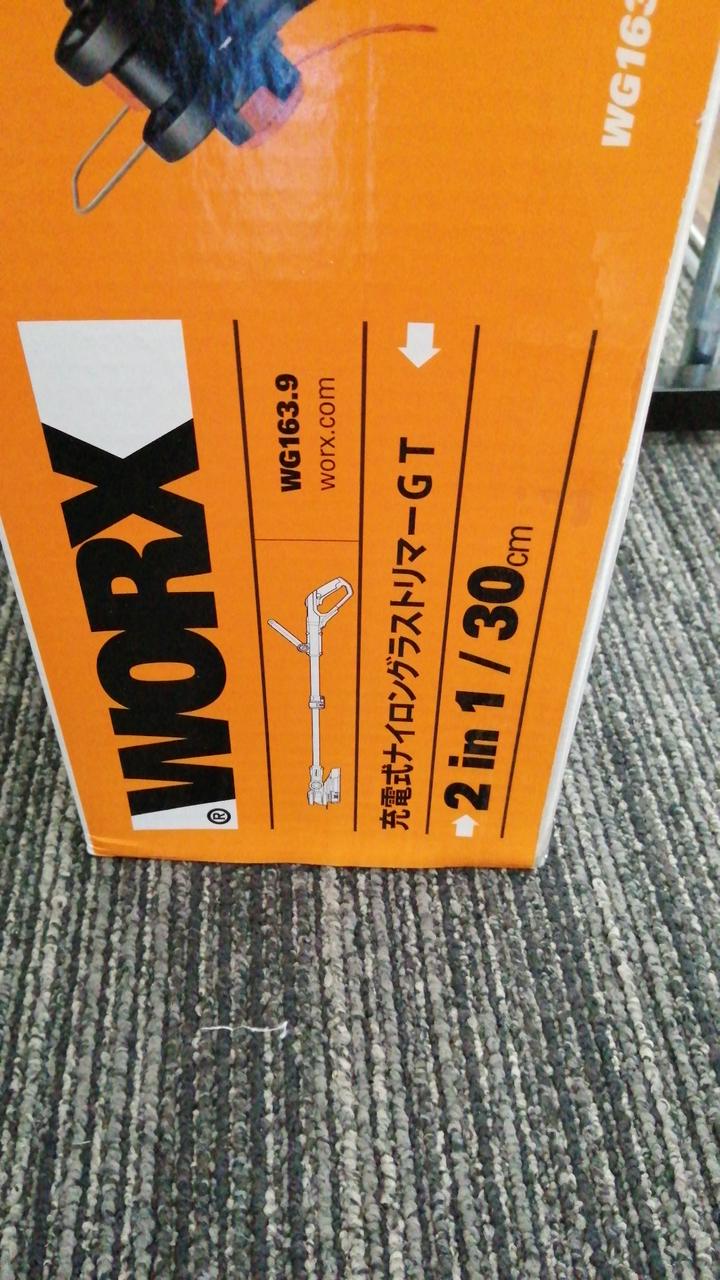 WORX®
WG163.9
worx.com
充電式ナイロングラストリマーGT
2 in 1 / 30cm
WG163